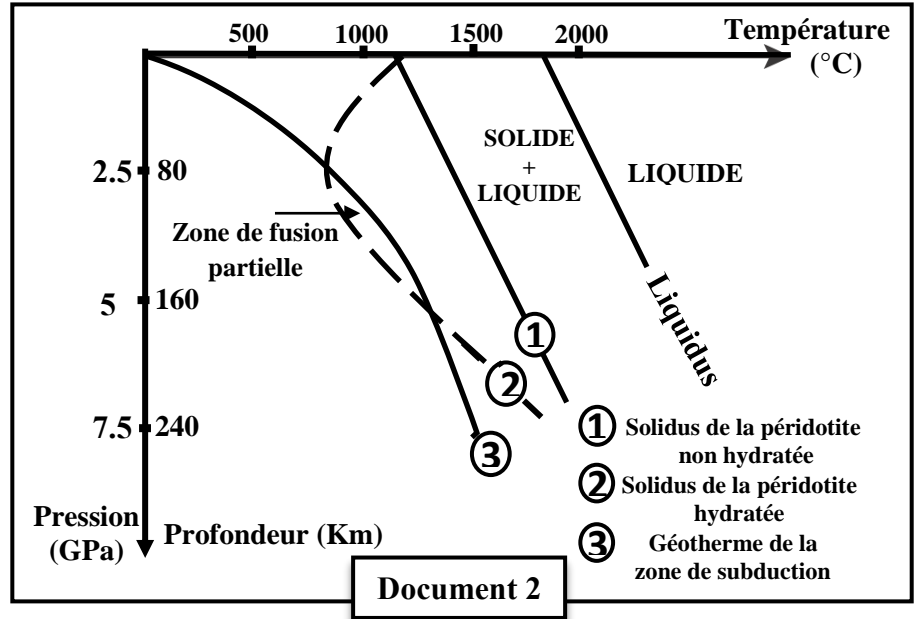 500 1000 1500 2000
Température
(°C)
SOLIDE
+
LIQUIDE
LIQUIDE
2.5 80
Zone de fusion
partielle
5 160
Liquidus
1
2
3
7.5 240
1 Solidus de la péridotite
non hydratée
2 Solidus de la péridotite
hydratée
3 Géotherme de la
zone de subduction
Pression
(GPa)
Profondeur (Km)
Document 2